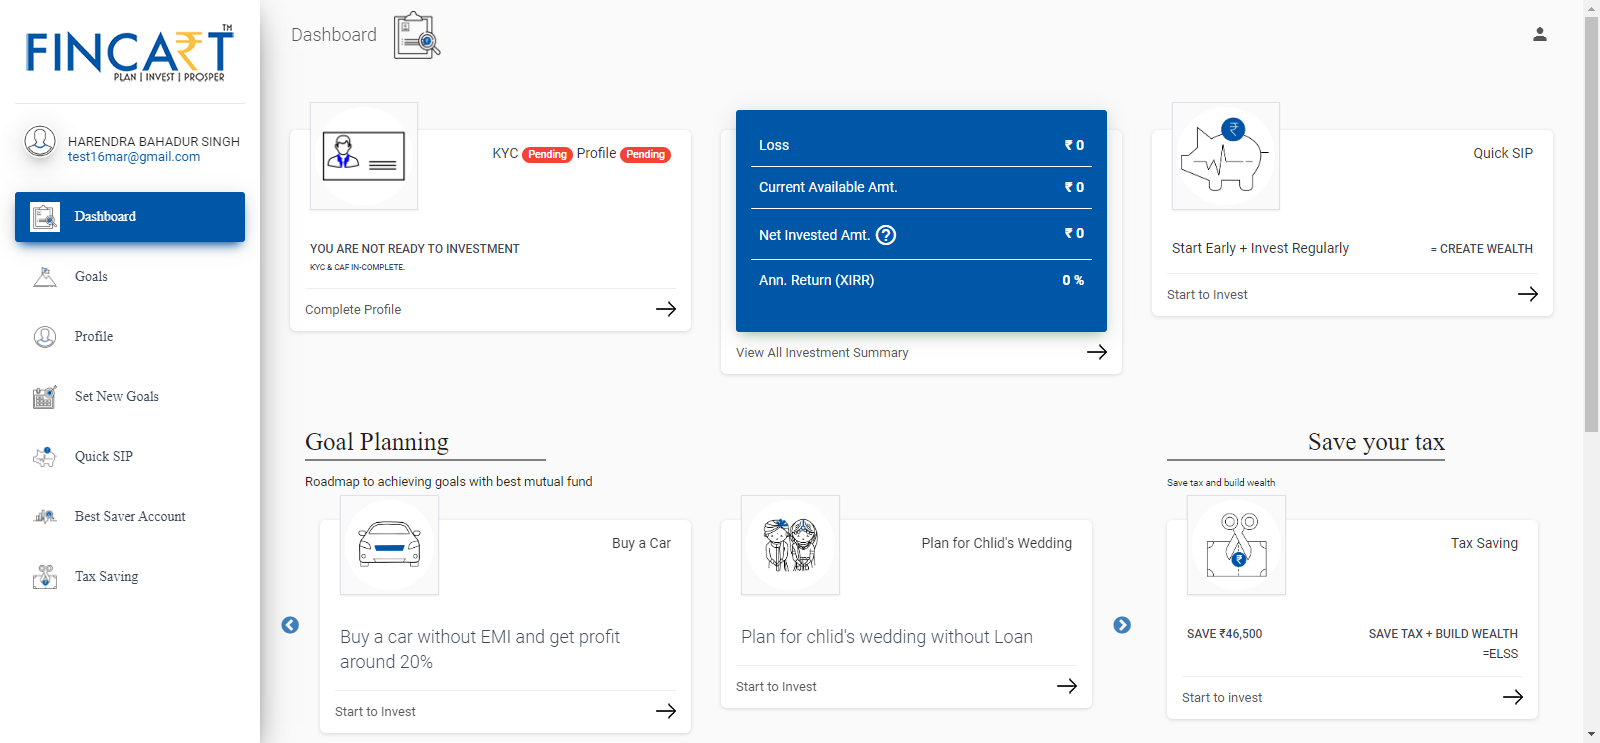 FINCART™
PLAN | INVEST | PROSPER
HARENDRA BAHADUR SINGH
test16mar@gmail.com
Dashboard
Goals
Profile
Set New Goals
Quick SIP
Best Saver Account
Tax Saving
Dashboard
KYC Pending Profile Pending
YOU ARE NOT READY TO INVESTMENT
KYC & CAF IN-COMPLETE.
Complete Profile
Loss ₹ 0
Current Available Amt. ₹ 0
Net Invested Amt. ? ₹ 0
Ann. Return (XIRR) 0 %
View All Investment Summary
Quick SIP
Start Early + Invest Regularly = CREATE WEALTH
Start to Invest
Goal Planning
Roadmap to achieving goals with best mutual fund
Buy a Car
Buy a car without EMI and get profit
around 20%
Start to Invest
Plan for Chlid's Wedding
Plan for chlid's wedding without Loan
Start to Invest
Save your tax
Save tax and build wealth
Tax Saving
SAVE ₹46,500 SAVE TAX + BUILD WEALTH
=ELSS
Start to invest